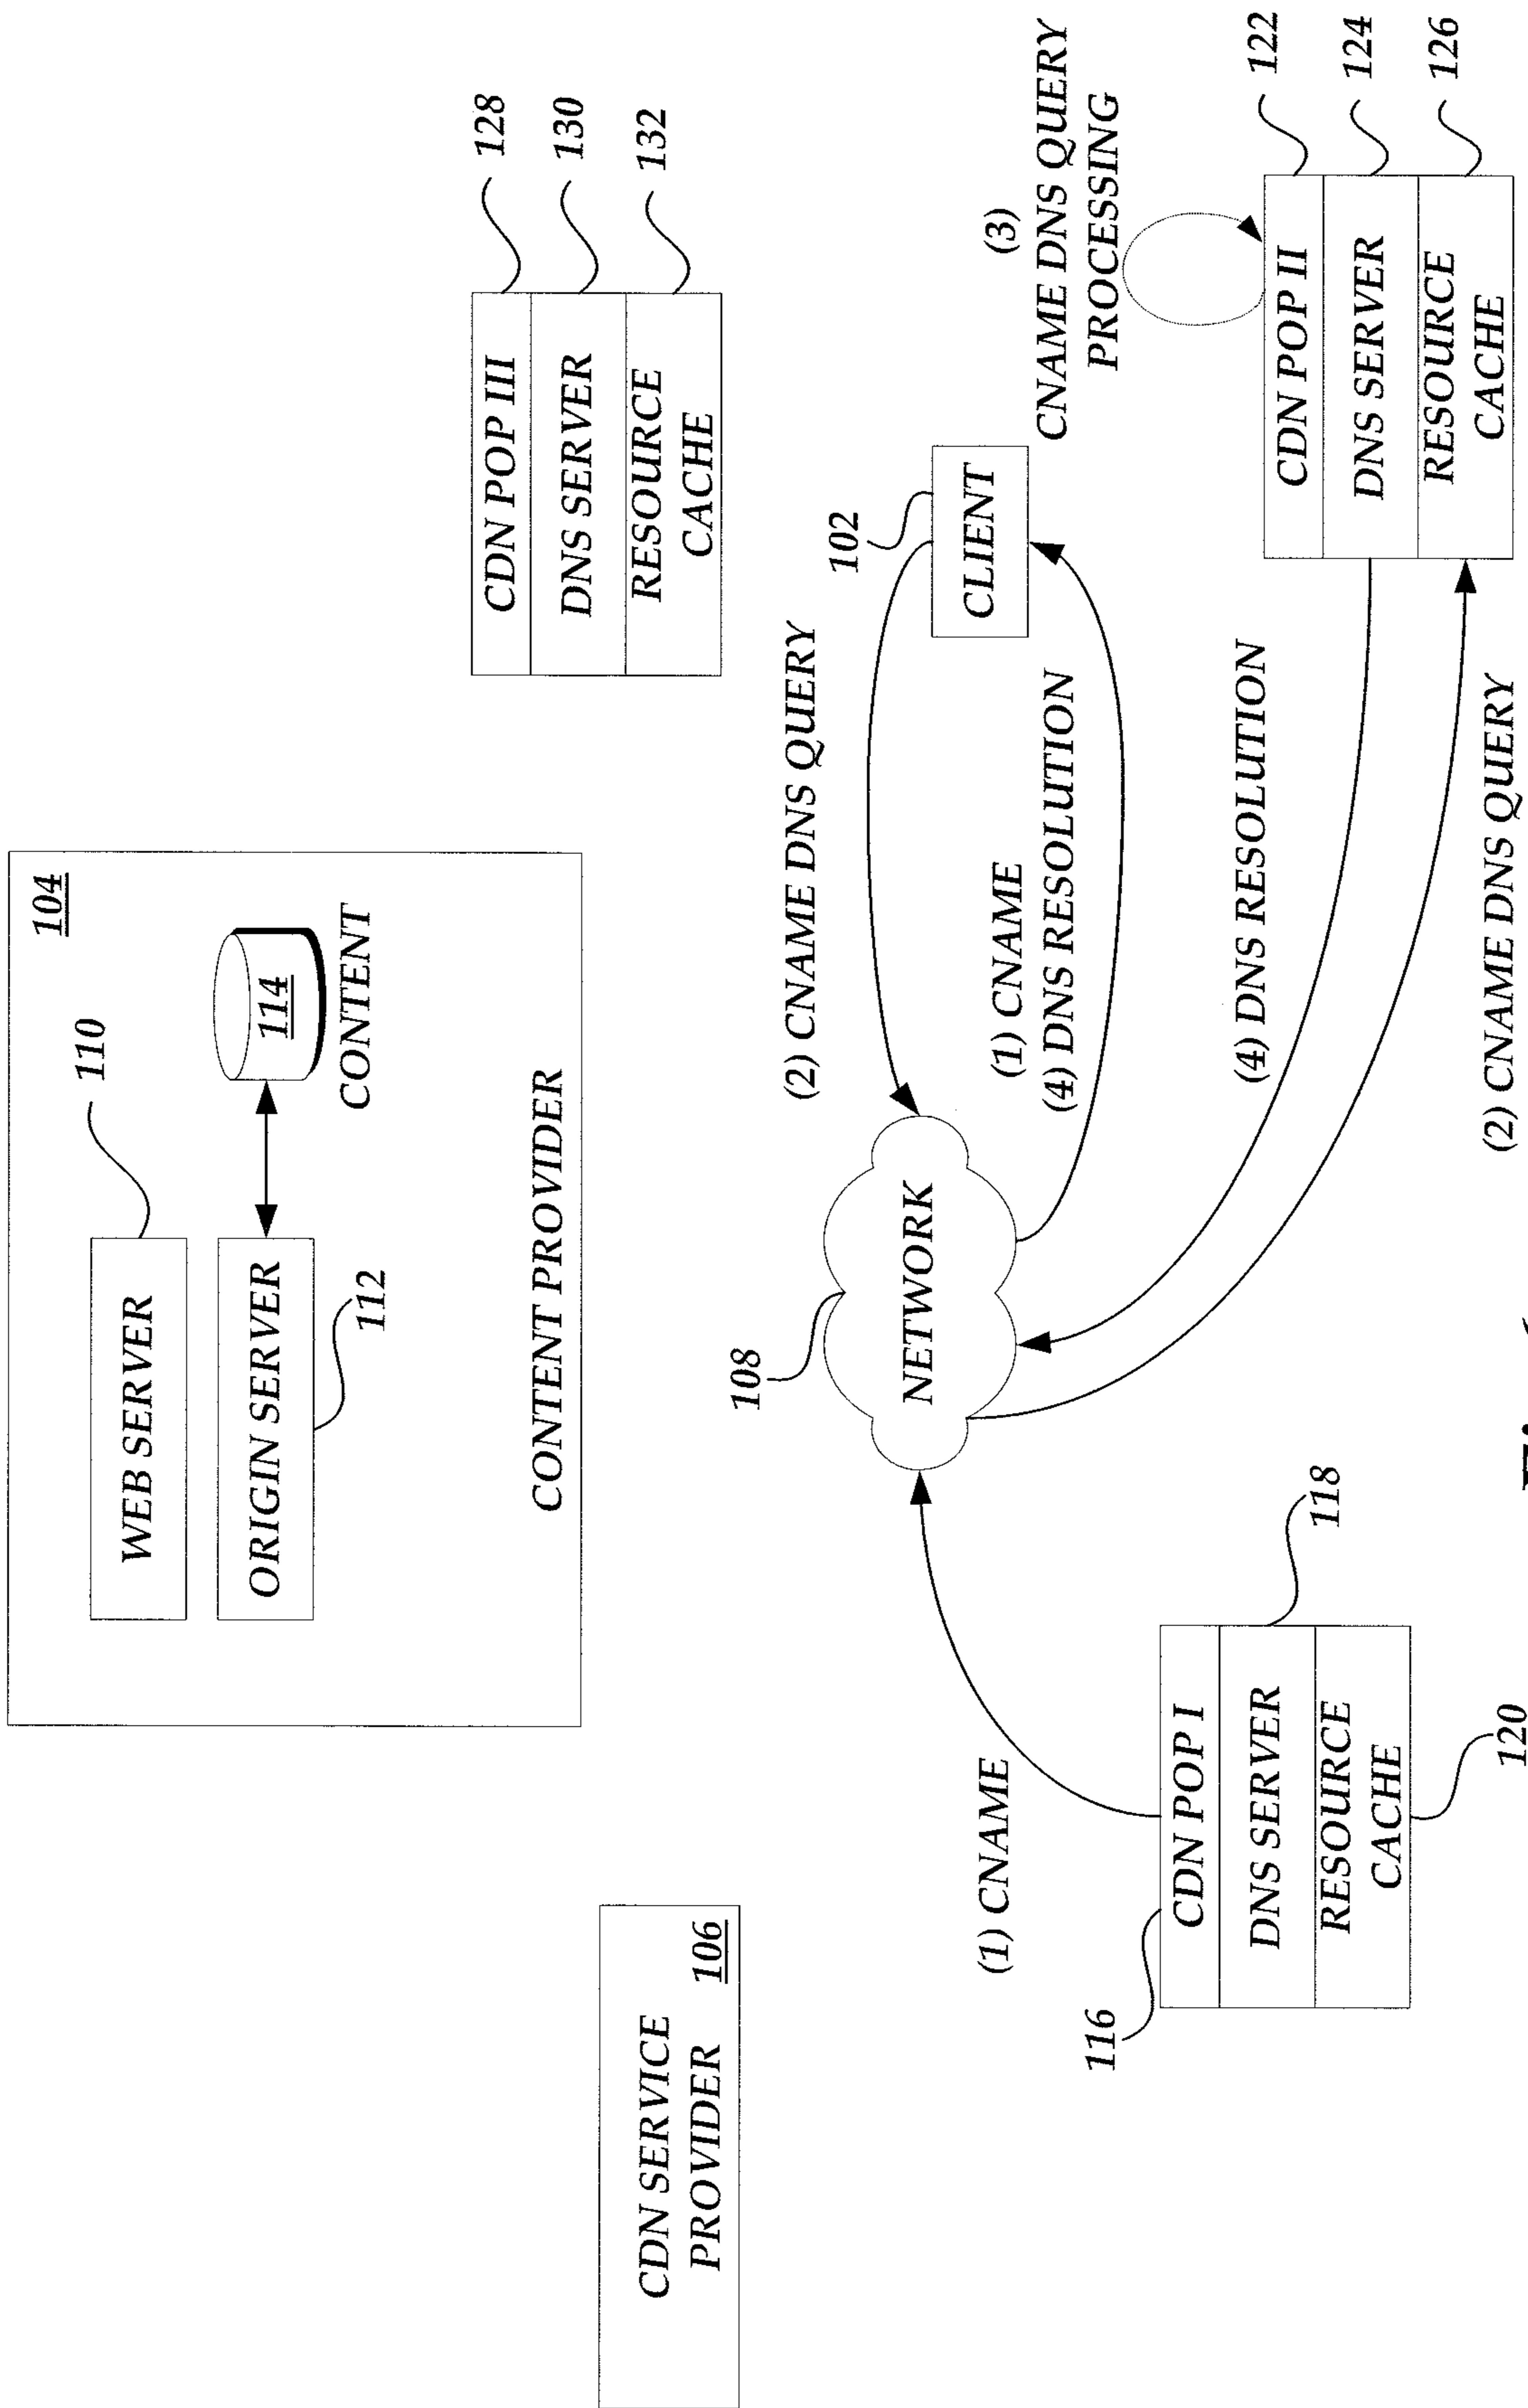 104
WEB SERVER
110
ORIGIN SERVER
112
114
CONTENT
CONTENT PROVIDER
CDN SERVICE
PROVIDER 106
CDN POP III
128
DNS SERVER
130
RESOURCE
CACHE
132
108
NETWORK
(2) CNAME DNS QUERY
102
CLIENT
(1) CNAME
(4) DNS RESOLUTION
(3)
CNAME DNS QUERY
PROCESSING
(1) CNAME
116
CDN POP I
DNS SERVER
118
RESOURCE
CACHE
120
(4) DNS RESOLUTION
CDN POP II
122
DNS SERVER
124
RESOURCE
CACHE
126
(2) CNAME DNS QUERY